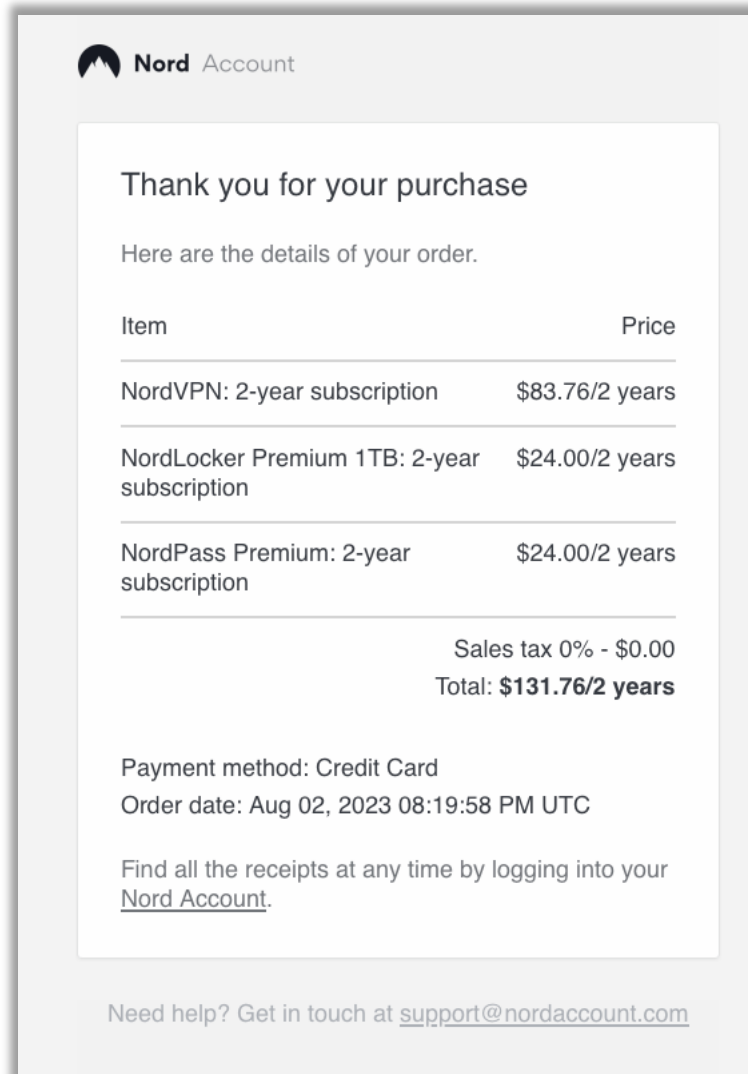 Nord Account
Thank you for your purchase
Here are the details of your order.
Item Price
NordVPN: 2-year subscription $83.76/2 years
NordLocker Premium 1TB: 2-year $24.00/2 years
subscription
NordPass Premium: 2-year $24.00/2 years
subscription
Sales tax 0% - $0.00
Total: $131.76/2 years
Payment method: Credit Card
Order date: Aug 02, 2023 08:19:58 PM UTC
Find all the receipts at any time by logging into your
Nord Account.
Need help? Get in touch at support@nordaccount.com